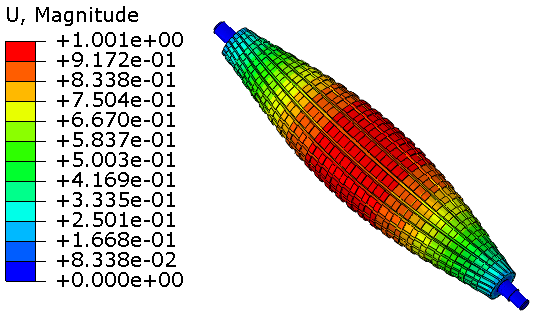 U, Magnitude
+1.001e+00
+9.172e-01
+8.338e-01
+7.504e-01
+6.670e-01
+5.837e-01
+5.003e-01
+4.169e-01
+3.335e-01
+2.501e-01
+1.668e-01
+8.338e-02
+0.000e+00